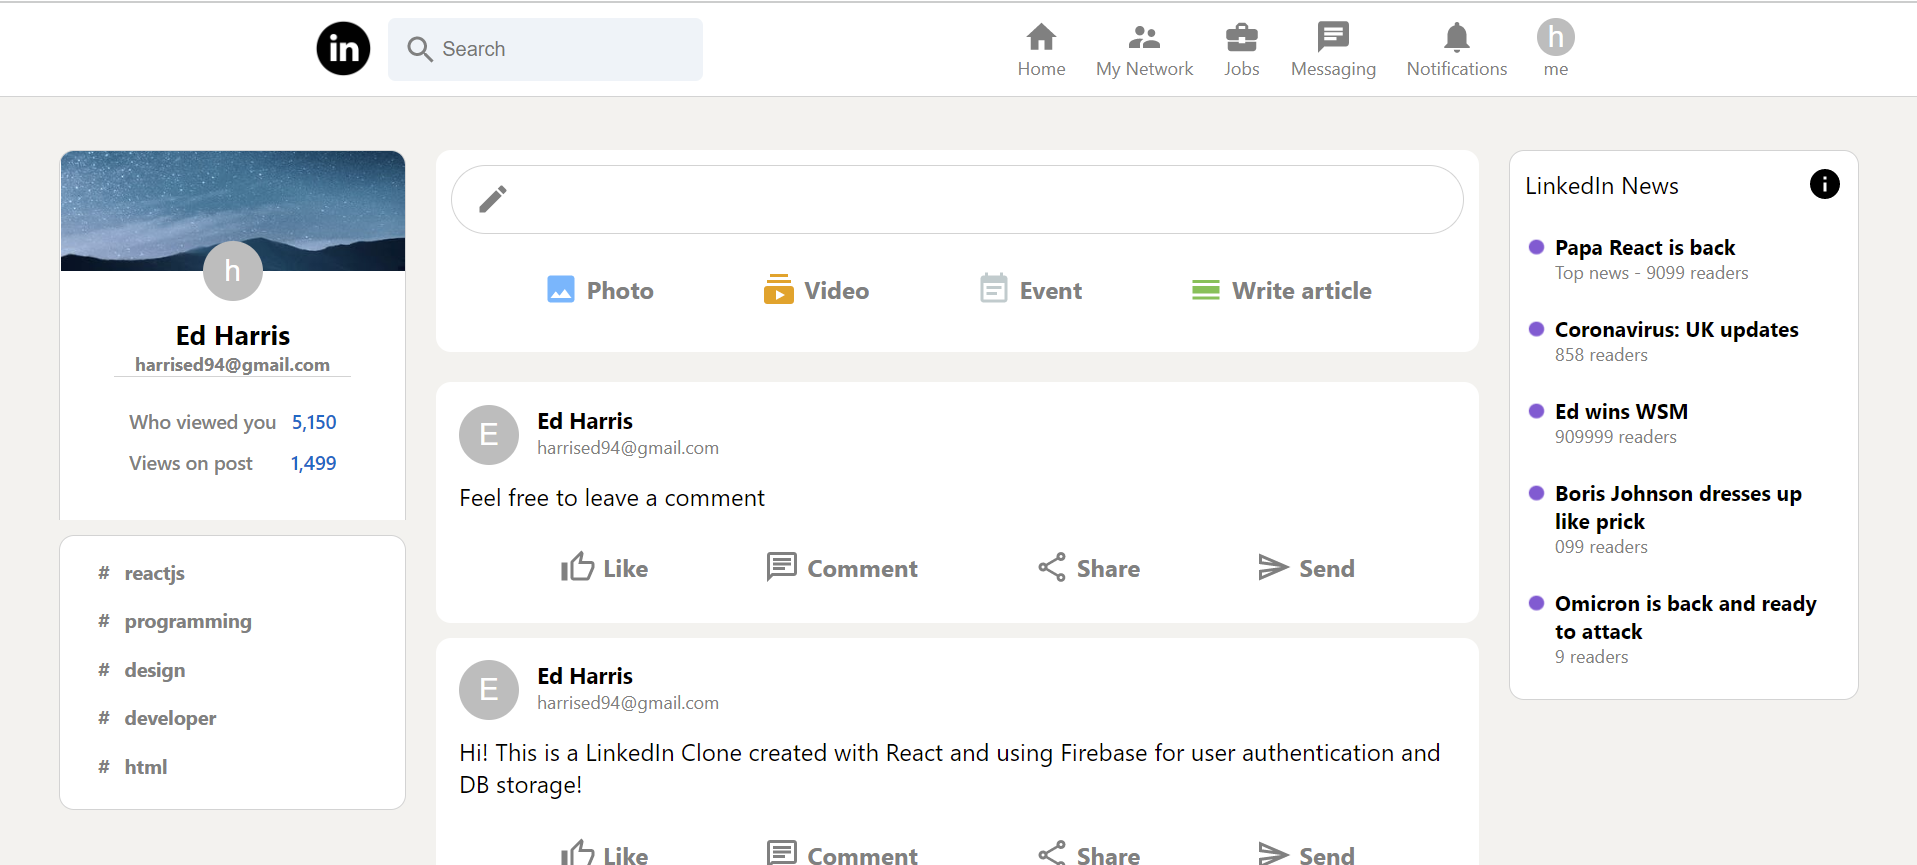 in
Search
Home
My Network
Jobs
Messaging
Notifications
h
me
h
Ed Harris
harrised94@gmail.com
Who viewed you 5,150
Views on post 1,499
# reactjs
# programming
# design
# developer
# html
Photo
Video
Event
Write article
E
Ed Harris
harrised94@gmail.com
Feel free to leave a comment
Like
Comment
Share
Send
E
Ed Harris
harrised94@gmail.com
Hi! This is a LinkedIn Clone created with React and using Firebase for user authentication and
DB storage!
Like
Comment
Share
Send
LinkedIn News
Papa React is back
Top news - 9099 readers
Coronavirus: UK updates
858 readers
Ed wins WSM
909999 readers
Boris Johnson dresses up
like prick
099 readers
Omicron is back and ready
to attack
9 readers